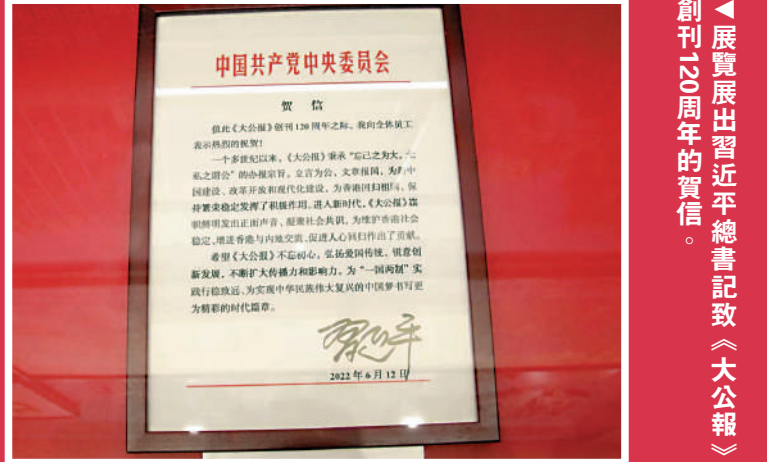 中国共产党中央委员会
贺 信
值此《大公报》创刊120周年之际，我向全体员工
表示热烈的祝贺！
一个多世纪以来，《大公报》秉承“忘己之为大，无
私之谓公”的办报宗旨，立言为公，文章报国，为新中
国建设、改革开放和现代化建设，为香港回归祖国、保
持繁荣稳定发挥了积极作用。进入新时代，《大公报》旗
帜鲜明发出正面声音、凝聚社会共识，为维护香港社会
稳定、增进香港与内地交流、促进人心回归作出了贡献。
希望《大公报》不忘初心，弘扬爱国传统，锐意创
新发展，不断扩大传播力和影响力，为“一国两制”实
践行稳致远、为实现中华民族伟大复兴的中国梦书写更
为精彩的时代篇章。
习近平
2022年6月12日
◀展覽展出習近平總書記致《大公報》
創刊120周年的賀信。